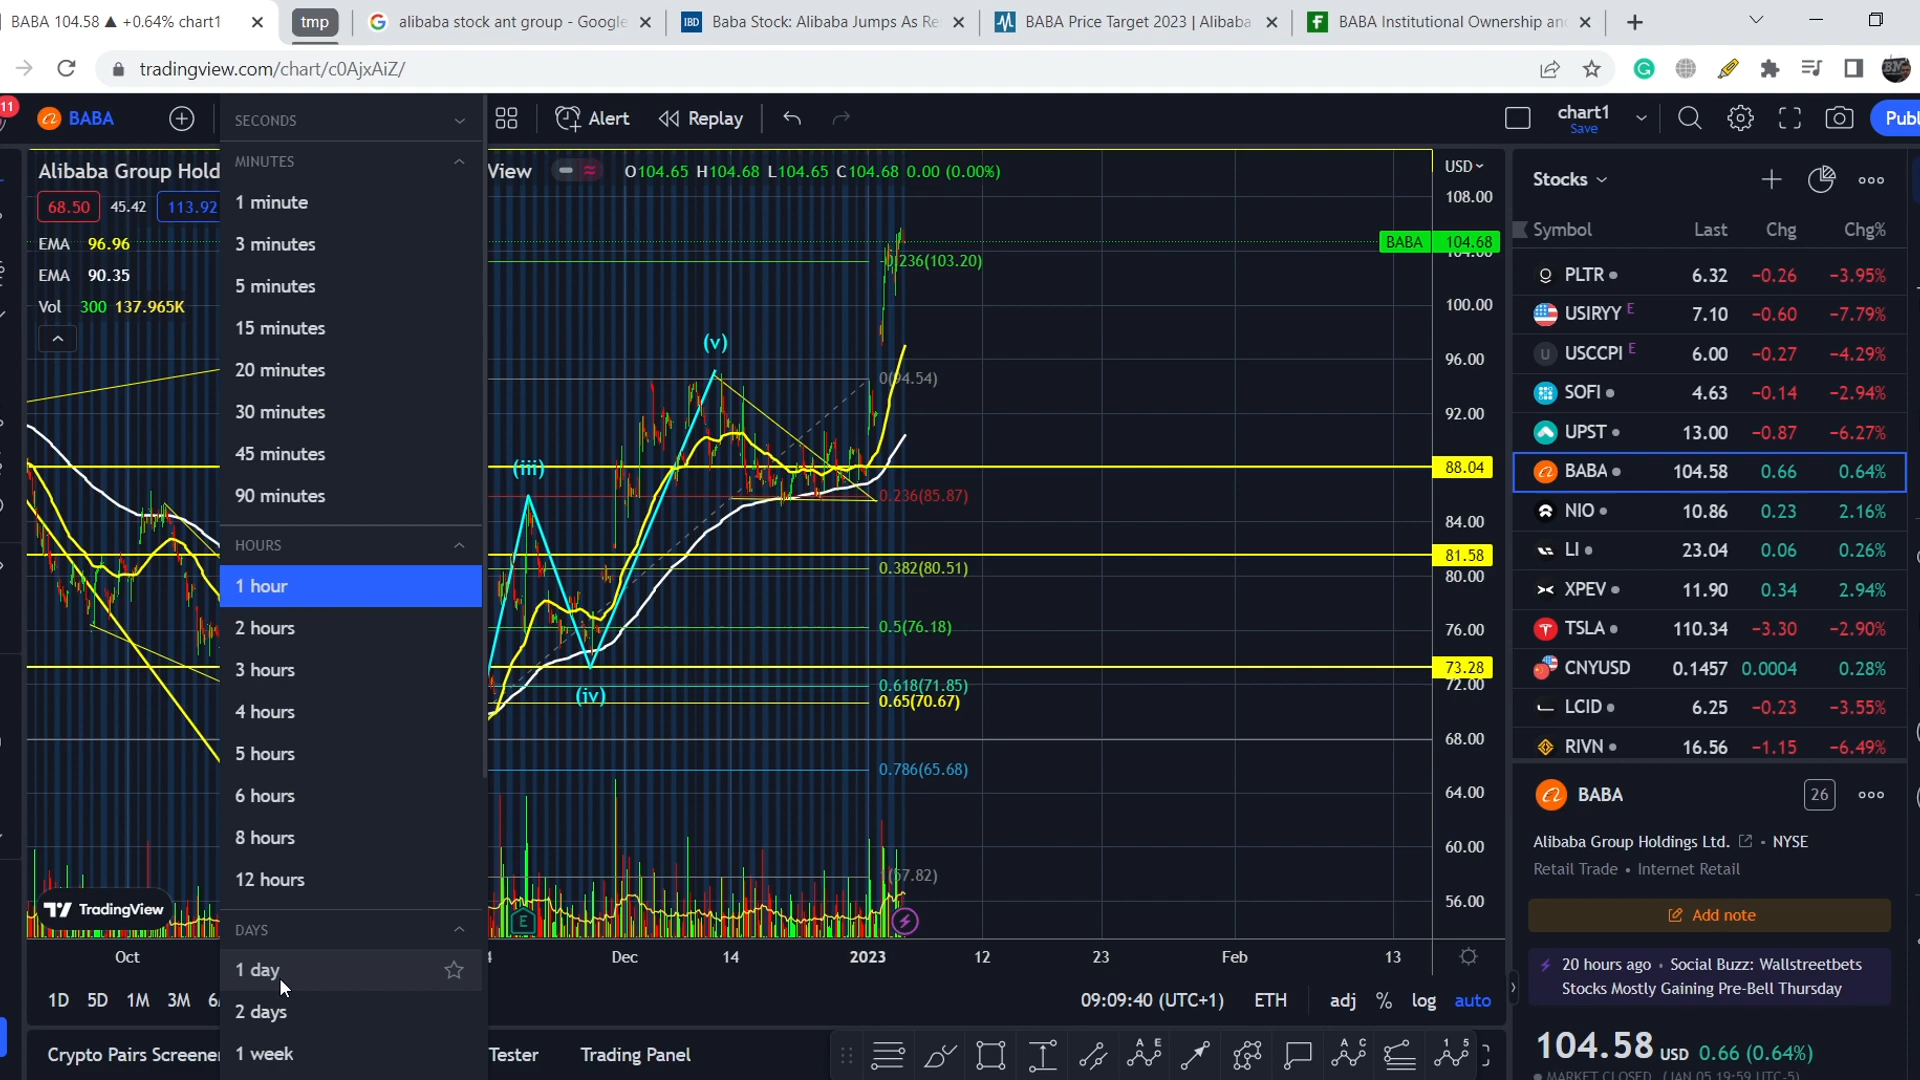 BABA 104.58 ▲ +0.64% chart1
tmp
alibaba stock ant group - Google
Baba Stock: Alibaba Jumps As Re
BABA Price Target 2023 | Alibaba
BABA Institutional Ownership an
tradingview.com/chart/c0AjxAiZ/
11
BABA
SECONDS
Alert
Replay
chart1
Save
Publ
MINUTES
1 minute
3 minutes
5 minutes
15 minutes
20 minutes
30 minutes
45 minutes
90 minutes
HOURS
1 hour
2 hours
3 hours
4 hours
5 hours
6 hours
8 hours
12 hours
DAYS
1 day
2 days
1 week
Alibaba Group Hold
View
O104.65 H104.68 L104.65 C104.68 0.00 (0.00%)
68.50 45.42 113.92
EMA 96.96
EMA 90.35
Vol 300 137.965K
(iii)
(iv)
(v)
-0.236(103.20)
0(94.54)
0.236(85.87)
0.382(80.51)
0.5(76.18)
0.618(71.85)
0.65(70.67)
0.786(65.68)
(57.82)
E
USD
108.00
BABA 104.68
104.00
100.00
96.00
92.00
88.04
84.00
81.58
80.00
76.00
73.28
72.00
68.00
64.00
60.00
56.00
TradingView
Oct
Dec
14
2023
12
23
Feb
13
1D 5D 1M 3M
09:09:40 (UTC+1) ETH adj % log auto
Crypto Pairs Screener
Tester
Trading Panel
Stocks
Symbol Last Chg Chg%
PLTR 6.32 -0.26 -3.95%
USIRYY E 7.10 -0.60 -7.79%
USCCPI E 6.00 -0.27 -4.29%
SOFI 4.63 -0.14 -2.94%
UPST 13.00 -0.87 -6.27%
BABA 104.58 0.66 0.64%
NIO 10.86 0.23 2.16%
LI 23.04 0.06 0.26%
XPEV 11.90 0.34 2.94%
TSLA 110.34 -3.30 -2.90%
CNYUSD 0.1457 0.0004 0.28%
LCID 6.25 -0.23 -3.55%
RIVN 16.56 -1.15 -6.49%
BABA
26
Alibaba Group Holdings Ltd. • NYSE
Retail Trade • Internet Retail
Add note
20 hours ago • Social Buzz: Wallstreetbets
Stocks Mostly Gaining Pre-Bell Thursday
104.58 USD 0.66 (0.64%)
MARKET CLOSED (JAN 05 19:59 UTC-5)